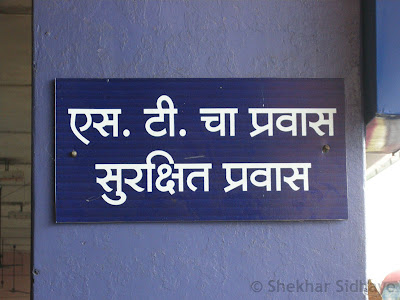 एस. टी. चा प्रवास
सुरक्षित प्रवास
© Shekhar Sidhaye